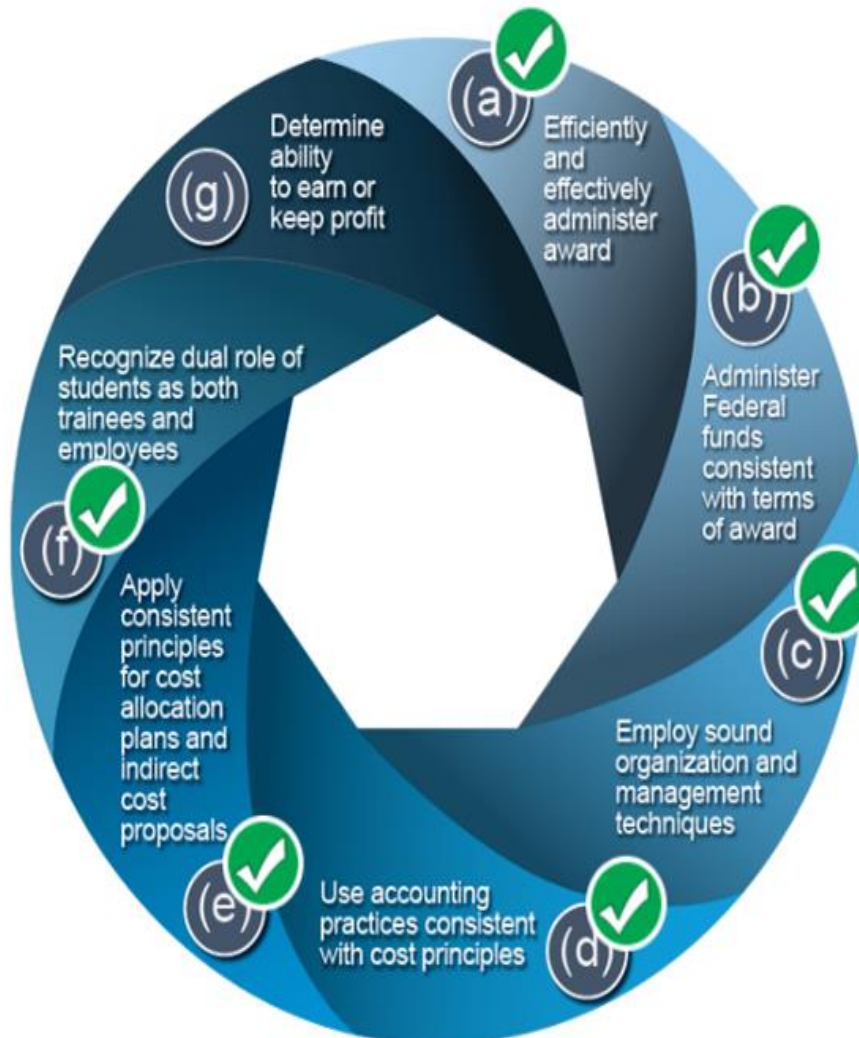 (a)
Efficiently
and
effectively
administer
award
(b)
Administer
Federal
funds
consistent
with terms
of award
(c)
Employ sound
organization and
management
techniques
(d)
Use accounting
practices consistent
with cost principles
(e)
Apply
consistent
principles
for cost
allocation
plans and
indirect
cost
proposals
(f)
Recognize dual role of
students as both
trainees and
employees
(g)
Determine
ability
to earn or
keep profit